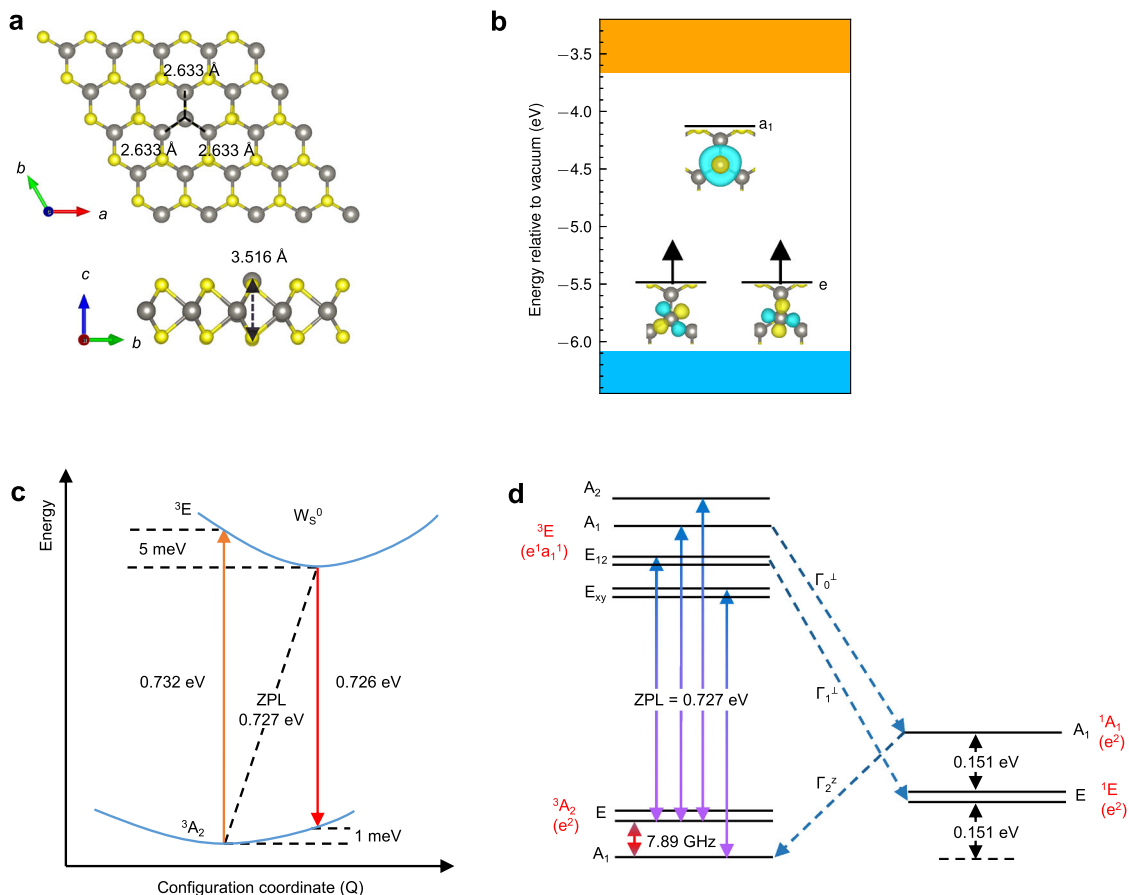 a
2.633 Å
2.633 Å 2.633 Å
b
a
3.516 Å
c
b
b
Energy relative to vacuum (eV)
−3.5
−4.0
−4.5
−5.0
−5.5
−6.0
a₁
e
c
Energy
³E
W_S⁰
5 meV
0.732 eV
ZPL
0.727 eV
0.726 eV
³A₂
1 meV
Configuration coordinate (Q)
d
A₂
A₁
³E
(e¹a₁¹)
E₁₂
E_xy
Γ₀^⊥
Γ₁^⊥
ZPL = 0.727 eV
A₁ ¹A₁
(e²)
0.151 eV
Γ₂^z
E ¹E
(e²)
0.151 eV
³A₂
(e²)
E
7.89 GHz
A₁